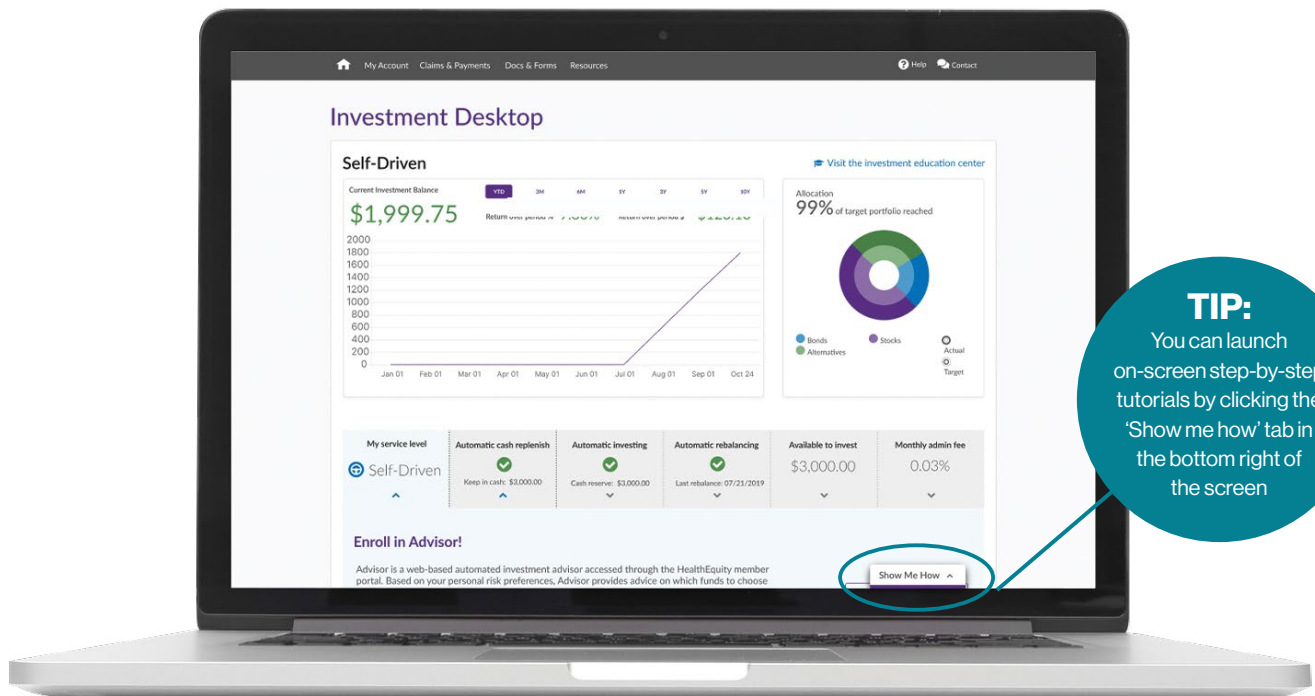 My Account Claims & Payments Docs & Forms Resources Help Contact
Investment Desktop
Self-Driven
Visit the investment education center
Current Investment Balance
YTD 3M 6M 1Y 3Y 5Y 10Y
$1,999.75
Return over period % Return over period $
2000
1800
1600
1400
1200
1000
800
600
400
200
0
Jan 01 Feb 01 Mar 01 Apr 01 May 01 Jun 01 Jul 01 Aug 01 Sep 01 Oct 24
Allocation
99% of target portfolio reached
Bonds Stocks
Alternatives
Actual
Target
My service level
Self-Driven
Automatic cash replenish
Keep in cash: $3,000.00
Automatic investing
Cash reserve: $3,000.00
Automatic rebalancing
Last rebalance: 07/21/2019
Available to invest
$3,000.00
Monthly admin fee
0.03%
Enroll in Advisor!
Advisor is a web-based automated investment advisor accessed through the HealthEquity member
portal. Based on your personal risk preferences, Advisor provides advice on which funds to choose
Show Me How
TIP:
You can launch
on-screen step-by-step
tutorials by clicking the
‘Show me how’ tab in
the bottom right of
the screen